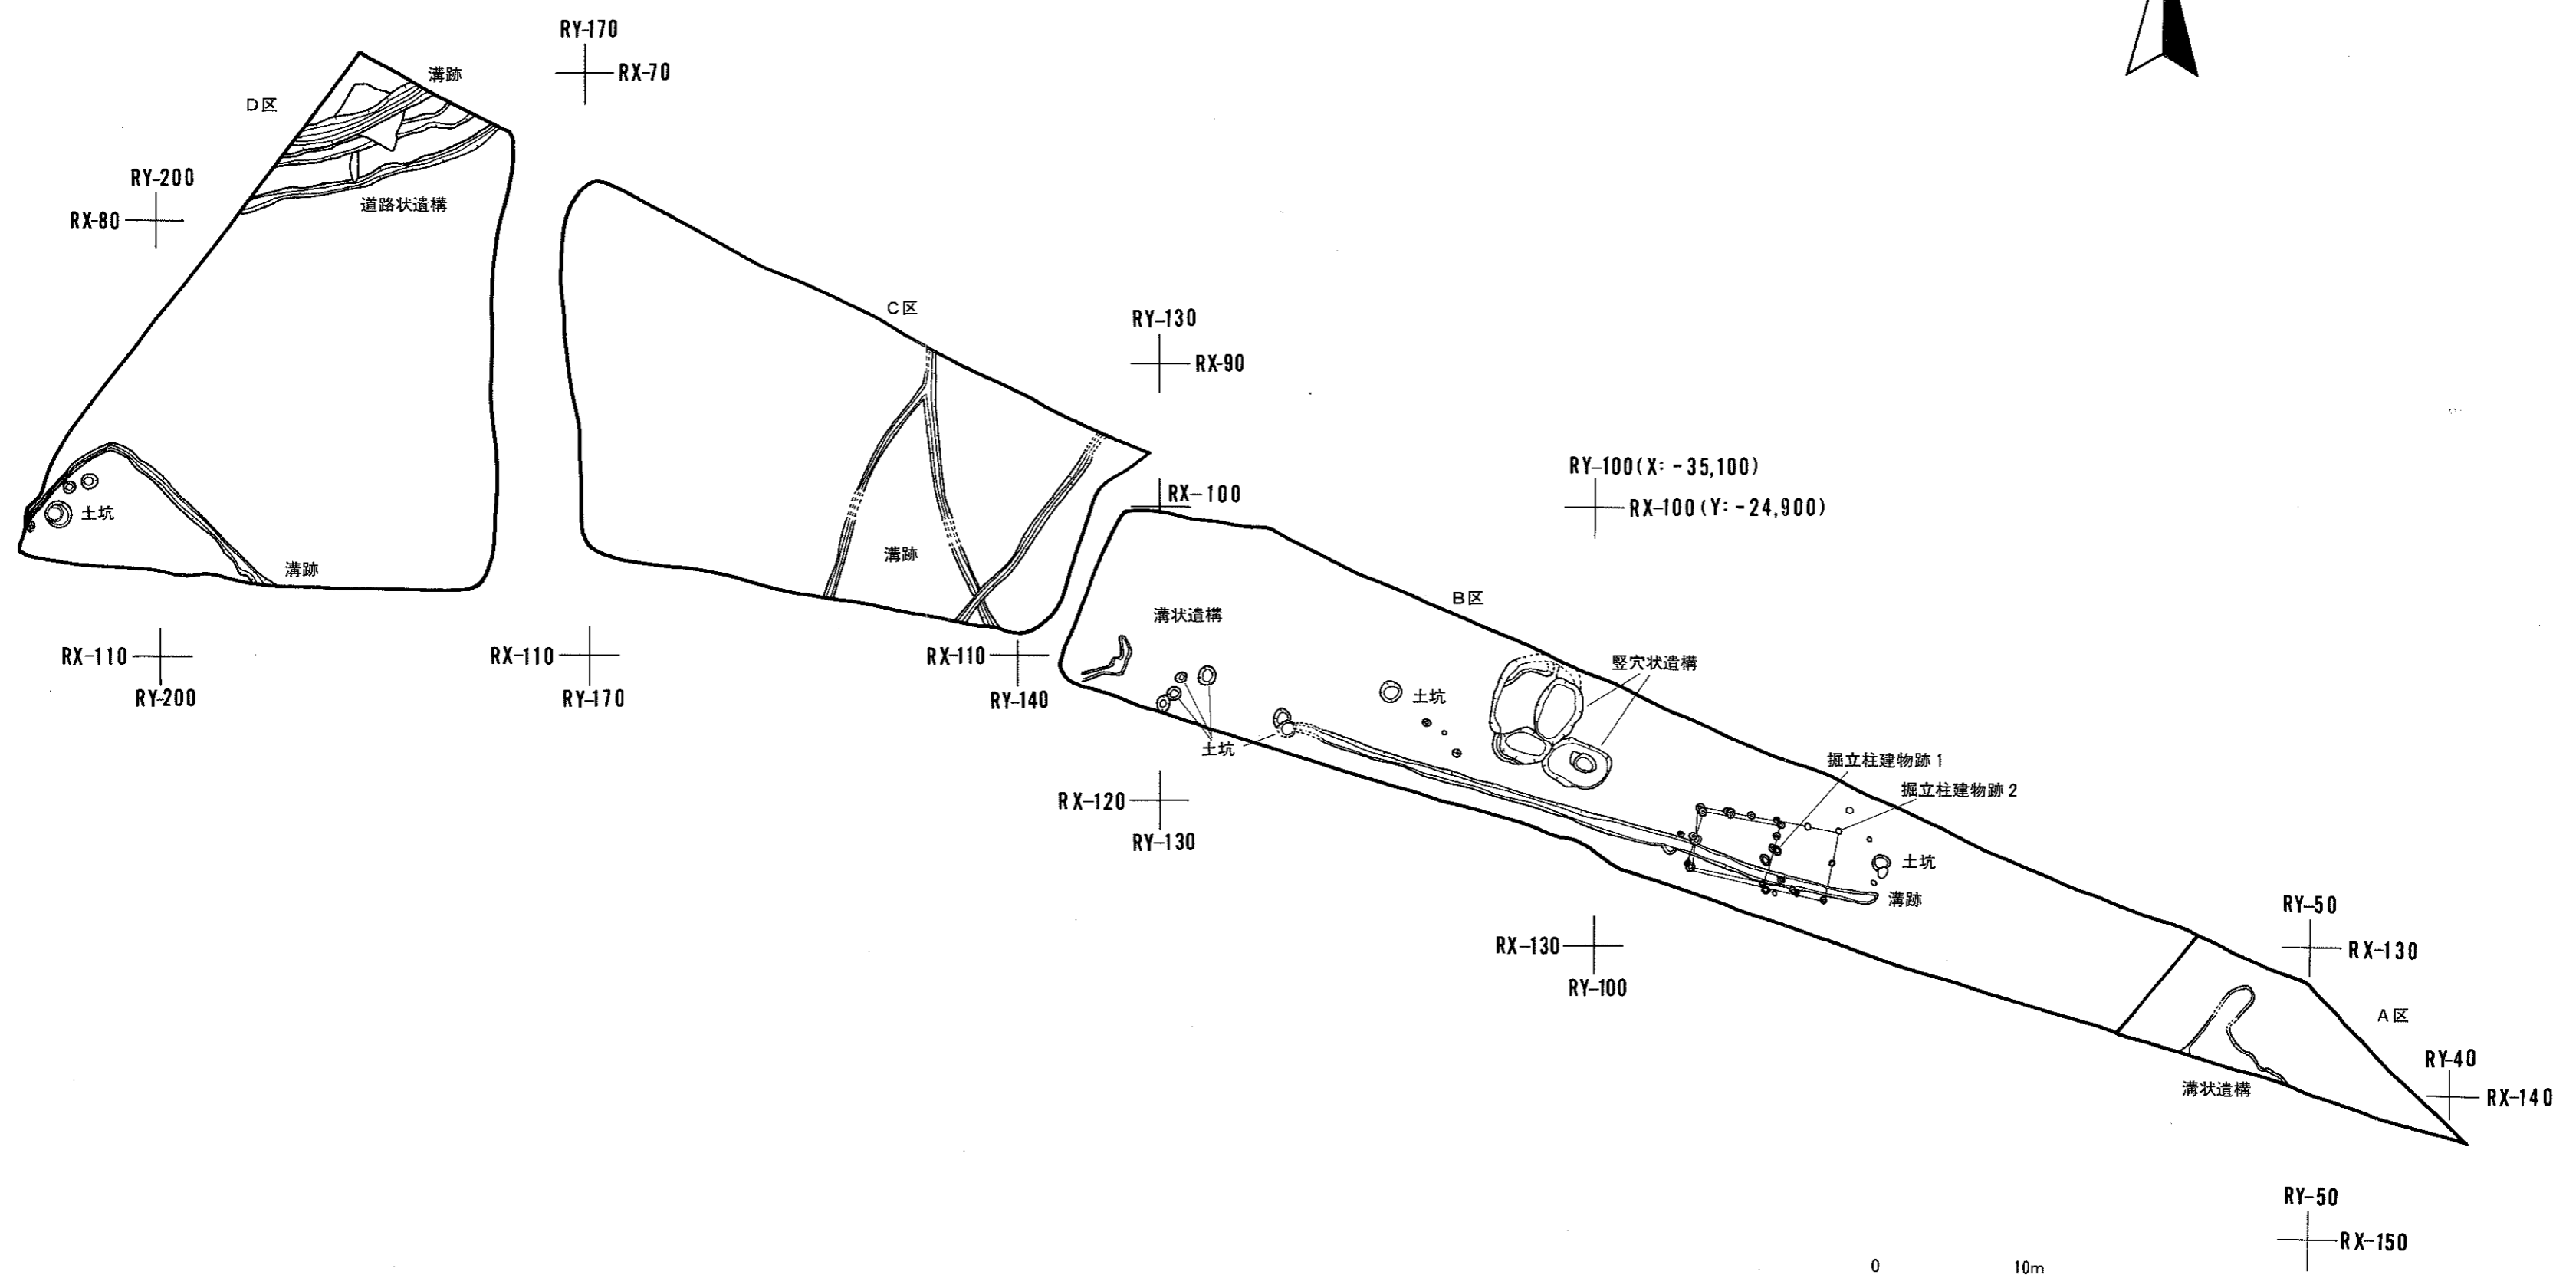 RY-170
RX-70
溝跡
D区
RY-200
RX-80
道路状遺構
C区
RY-130
RX-90
RY-100(X: -35,100)
RX-100(Y: -24,900)
RX-100
土坑
溝跡
溝跡
B区
溝状遺構
RX-110
RY-200
RX-110
RY-170
RX-110
RY-140
竪穴状遺構
土坑
土坑
掘立柱建物跡1
掘立柱建物跡2
RX-120
RY-130
土坑
溝跡
RY-50
RX-130
RX-130
RY-100
A区
RY-40
RX-140
溝状遺構
RY-50
RX-150
0 10m